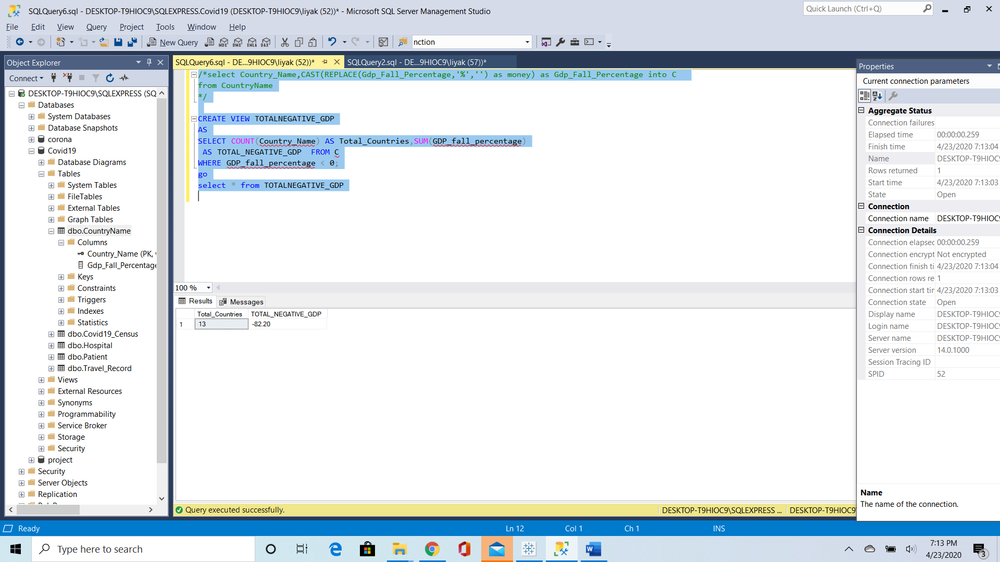 SQLQuery6.sql - DESKTOP-T9HIOC9\SQLEXPRESS.Covid19 (DESKTOP-T9HIOC9\liyak (52))* - Microsoft SQL Server Management Studio
Quick Launch (Ctrl+Q)
File Edit View Query Project Tools Window Help
New Query MDX DMX XMLA DAX nction
Object Explorer
Connect
DESKTOP-T9HIOC9\SQLEXPRESS (SQ
Databases
System Databases
Database Snapshots
corona
Covid19
Database Diagrams
Tables
System Tables
FileTables
External Tables
Graph Tables
dbo.CountryName
Columns
Country_Name (PK,
Gdp_Fall_Percentage
Keys
Constraints
Triggers
Indexes
Statistics
dbo.Covid19_Census
dbo.Hospital
dbo.Patient
dbo.Travel_Record
Views
External Resources
Synonyms
Programmability
Service Broker
Storage
Security
project
Security
Server Objects
Replication
SQLQuery6.sql - DE...9HIOC9\liyak (52))* SQLQuery2.sql - DE...9HIOC9\liyak (57))*
/*select Country_Name,CAST(REPLACE(Gdp_Fall_Percentage,'%','') as money) as Gdp_Fall_Percentage into C
from CountryName
*/
CREATE VIEW TOTALNEGATIVE_GDP
AS
SELECT COUNT(Country_Name) AS Total_Countries,SUM(GDP_fall_percentage)
AS TOTAL_NEGATIVE_GDP FROM C
WHERE GDP_fall_percentage < 0;
go
select * from TOTALNEGATIVE_GDP
100 %
Results Messages
Total_Countries TOTAL_NEGATIVE_GDP
1 13 -82.20
Query executed successfully. DESKTOP-T9HIOC9\SQLEXPRESS ... DESKTOP-T9HIOC9
Properties
Current connection parameters
Aggregate Status
Connection failures
Elapsed time 00:00:00.259
Finish time 4/23/2020 7:13:04
Name DESKTOP-T9HIOC9
Rows returned 1
Start time 4/23/2020 7:13:03
State Open
Connection
Connection name DESKTOP-T9HIOC9
Connection Details
Connection elapsec 00:00:00.259
Connection encrypt Not encrypted
Connection finish ti 4/23/2020 7:13:04
Connection rows re 1
Connection start tir 4/23/2020 7:13:03
Connection state Open
Display name DESKTOP-T9HIOC9
Login name DESKTOP-T9HIOC9
Server name DESKTOP-T9HIOC9
Server version 14.0.1000
Session Tracing ID
SPID 52
Name
The name of the connection.
Ready Ln 12 Col 1 Ch 1 INS
Type here to search
7:13 PM
4/23/2020
3